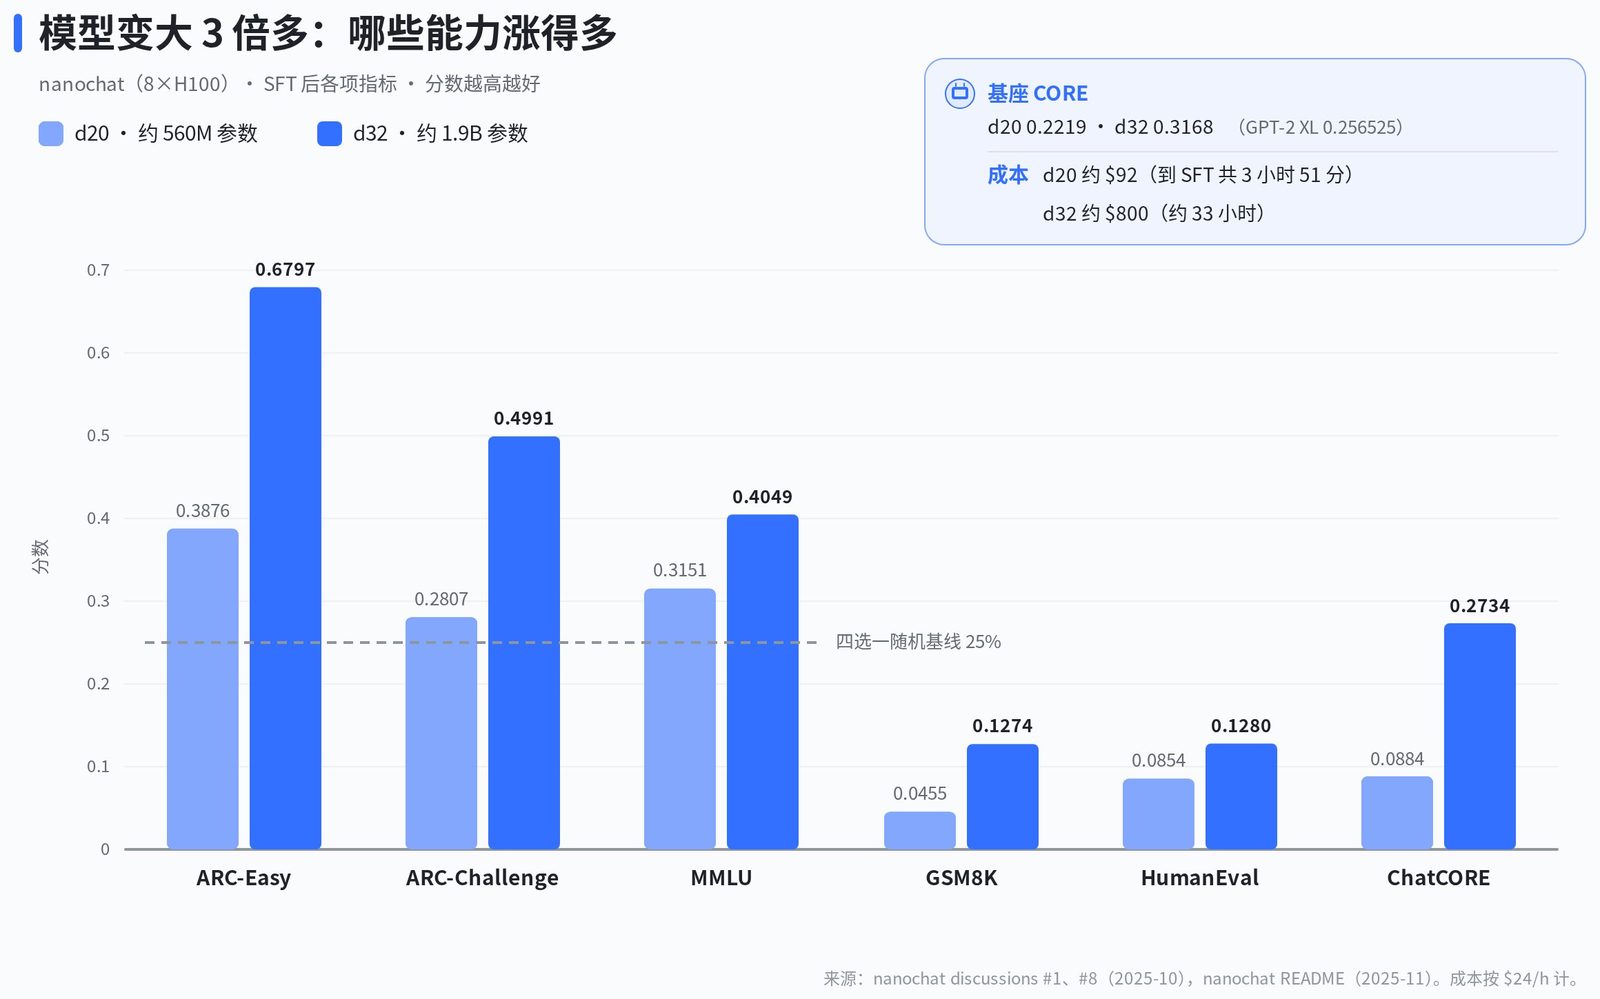 模型变大 3 倍多：哪些能力涨得多
nanochat（8×H100）· SFT 后各项指标 · 分数越高越好
d20 · 约 560M 参数
d32 · 约 1.9B 参数
基座 CORE
d20 0.2219 · d32 0.3168 （GPT-2 XL 0.256525）
成本 d20 约 $92（到 SFT 共 3 小时 51 分）
d32 约 $800（约 33 小时）
分数
0.7
0.6
0.5
0.4
0.3
0.2
0.1
0
0.3876
0.6797
0.2807
0.4991
0.3151
0.4049
0.0455
0.1274
0.0854
0.1280
0.0884
0.2734
四选一随机基线 25%
ARC-Easy
ARC-Challenge
MMLU
GSM8K
HumanEval
ChatCORE
来源：nanochat discussions #1、#8（2025-10），nanochat README（2025-11）。成本按 $24/h 计。